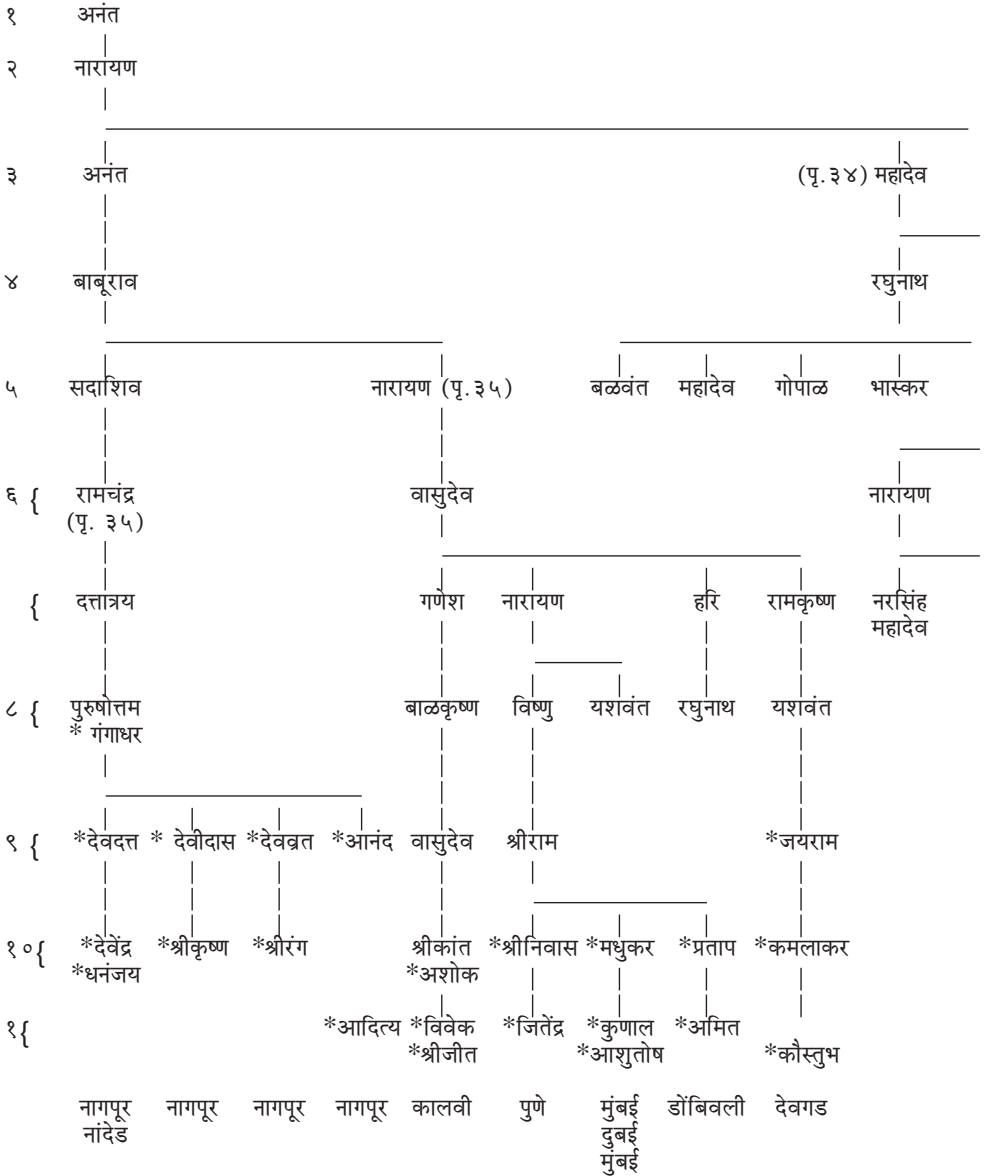 १ अनंत
२ नारायण
३ अनंत (पृ.३४) महादेव
४ बाबूराव रघुनाथ
५ सदाशिव नारायण (पृ.३५) बळवंत महादेव गोपाळ भास्कर
६ { रामचंद्र वासुदेव नारायण
(पृ. ३५)
{ दत्तात्रय गणेश नारायण हरि रामकृष्ण नरसिंह
महादेव
८ { पुरुषोत्तम बाळकृष्ण विष्णु यशवंत रघुनाथ यशवंत
* गंगाधर
९ { *देवदत्त * देवीदास *देवव्रत *आनंद वासुदेव श्रीराम *जयराम
१०{ *देवेंद्र *श्रीकृष्ण *श्रीरंग श्रीकांत *श्रीनिवास *मधुकर *प्रताप *कमलाकर
*धनंजय *अशोक
१{ *आदित्य *विवेक *जितेंद्र *कुणाल *अमित
*श्रीजीत *आशुतोष *कौस्तुभ
नागपूर नागपूर नागपूर नागपूर कालवी पुणे मुंबई डोंबिवली देवगड
नांदेड दुबई
मुंबई